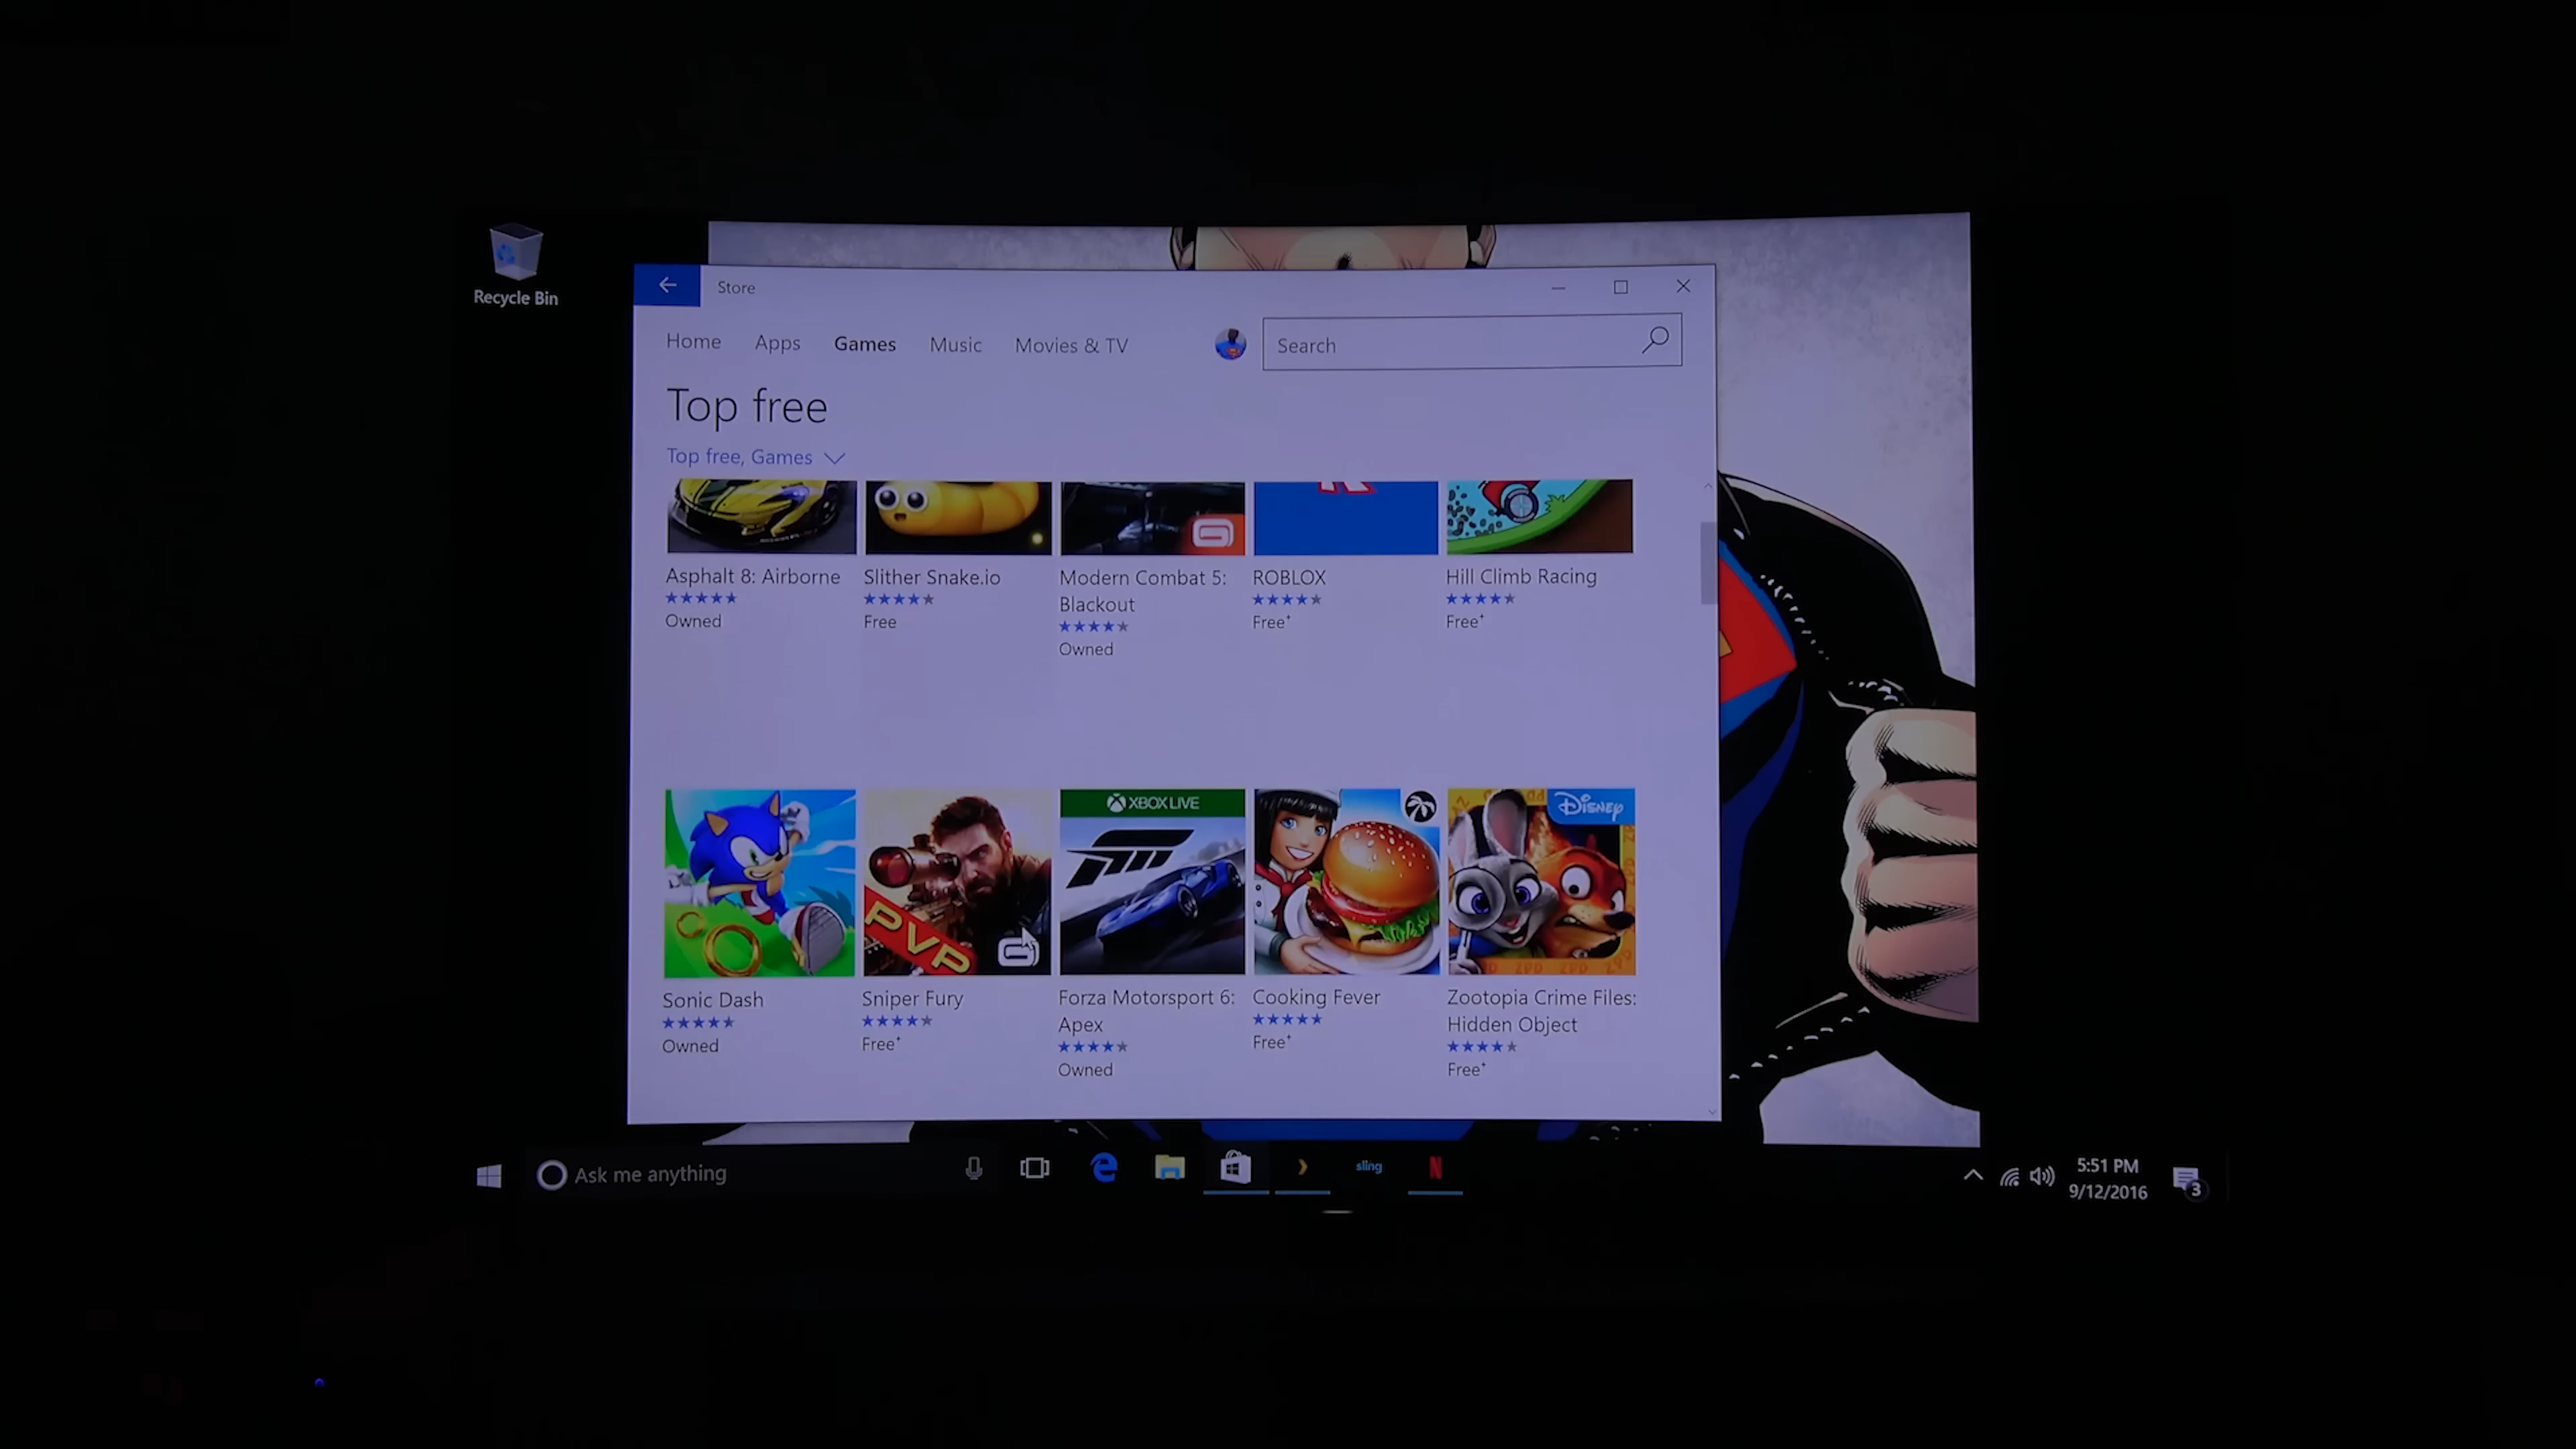 Recycle Bin
Store
Home Apps Games Music Movies & TV
Search
Top free
Top free, Games
Asphalt 8: Airborne
Owned
Slither Snake.io
Free
Modern Combat 5:
Blackout
Owned
ROBLOX
Free+
Hill Climb Racing
Free+
PVP
XBOX LIVE
Disney
Sonic Dash
Owned
Sniper Fury
Free+
Forza Motorsport 6:
Apex
Owned
Cooking Fever
Free+
Zootopia Crime Files:
Hidden Object
Free+
Ask me anything
sling
N
5:51 PM
9/12/2016
3